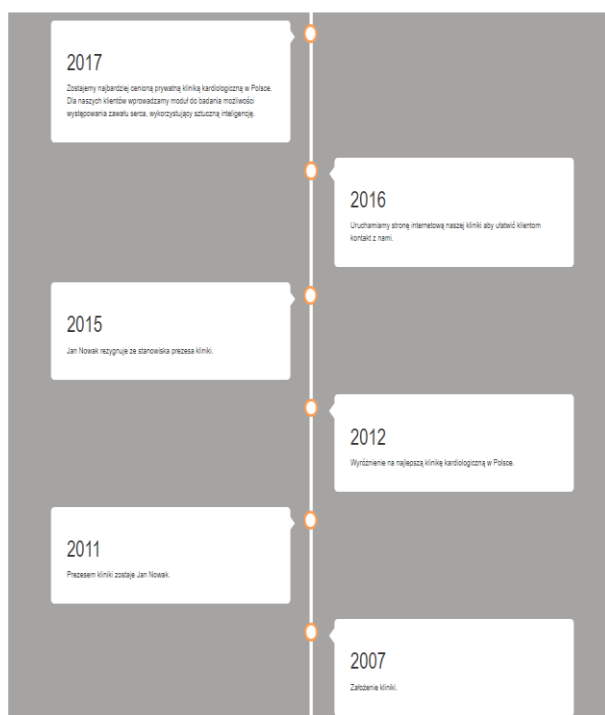 2017
Zostajemy najbardziej cenioną prywatną kliniką kardiologiczną w Polsce.
Dla naszych klientów wprowadzamy moduł do badania możliwości
występowania zawału serca, wykorzystujący sztuczną inteligencję.
2016
Uruchamiamy stronę internetową naszej kliniki aby ułatwić klientom
kontakt z nami.
2015
Jan Nowak rezygnuje ze stanowiska prezesa kliniki.
2012
Wyróżnienie na najlepszą klinikę kardiologiczną w Polsce.
2011
Prezesem kliniki zostaje Jan Nowak.
2007
Założenie kliniki.